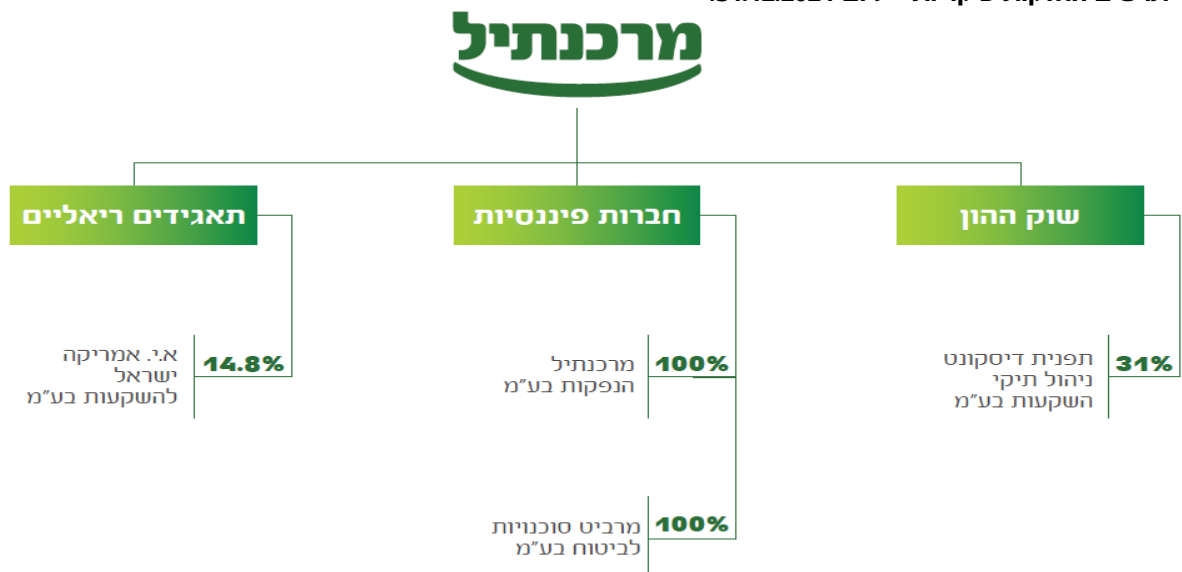 מרכנתיל
שוק ההון
חברות פיננסיות
תאגידים ריאליים
31%
תפנית דיסקונט
ניהול תיקי
השקעות בע"מ
100%
מרכנתיל
הנפקות בע"מ
100%
מרביט סוכנויות
לביטוח בע"מ
14.8%
א.י. אמריקה
ישראל
להשקעות בע"מ